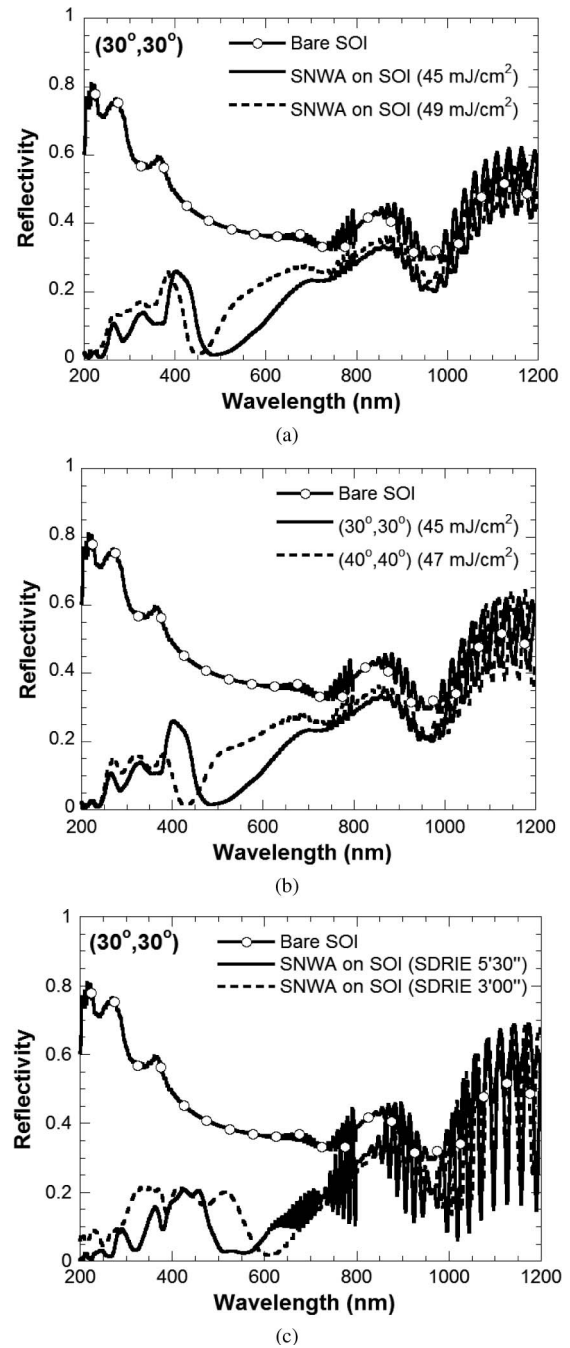 1
(30°,30°)
Bare SOI
SNWA on SOI (45 mJ/cm²)
SNWA on SOI (49 mJ/cm²)
0.8
0.6
0.4
0.2
0
Reflectivity
200 400 600 800 1000 1200
Wavelength (nm)
(a)
1
Bare SOI
(30°,30°) (45 mJ/cm²)
(40°,40°) (47 mJ/cm²)
0.8
0.6
0.4
0.2
0
Reflectivity
200 400 600 800 1000 1200
Wavelength (nm)
(b)
1
(30°,30°)
Bare SOI
SNWA on SOI (SDRIE 5'30")
SNWA on SOI (SDRIE 3'00")
0.8
0.6
0.4
0.2
0
Reflectivity
200 400 600 800 1000 1200
Wavelength (nm)
(c)